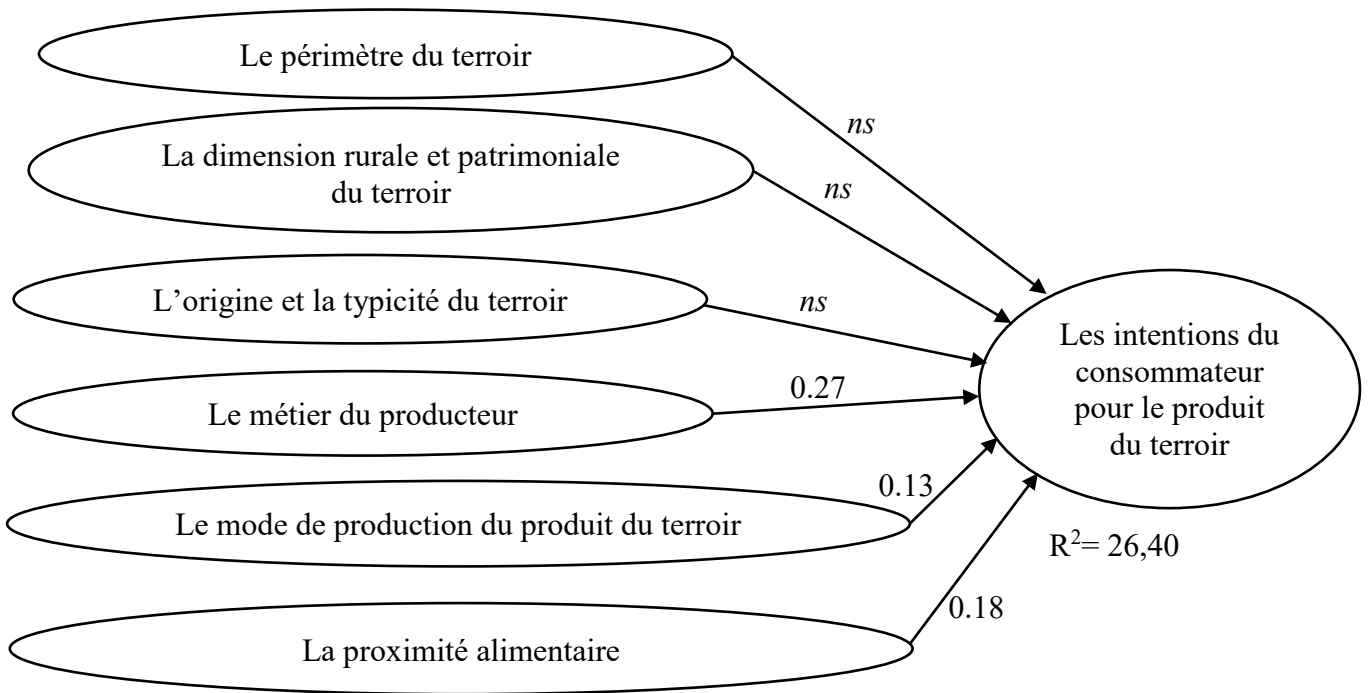 Le périmètre du terroir
ns
La dimension rurale et patrimoniale
du terroir
ns
L’origine et la typicité du terroir
ns
Les intentions du
consommateur
pour le produit
du terroir
Le métier du producteur
0.27
Le mode de production du produit du terroir
0.13
R²= 26,40
La proximité alimentaire
0.18